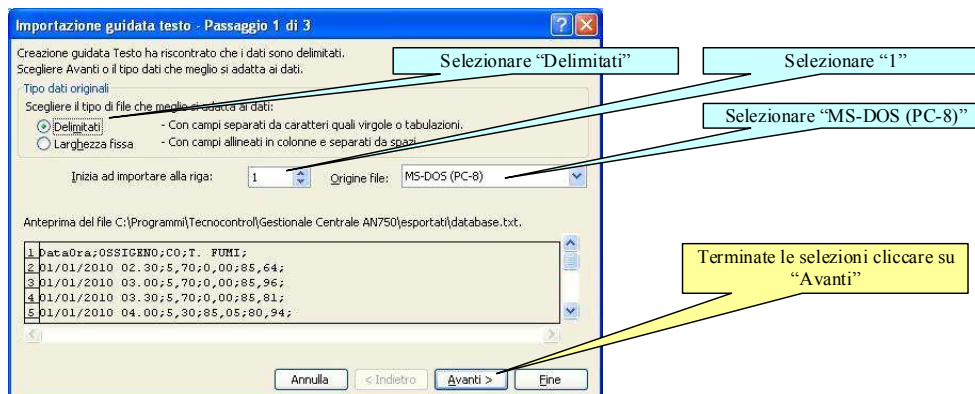 Importazione guidata testo - Passaggio 1 di 3
Creazione guidata Testo ha riscontrato che i dati sono delimitati.
Scegliere Avanti o il tipo dati che meglio si adatta ai dati.
Selezionare “Delimitati”
Selezionare “1”
Selezionare “MS-DOS (PC-8)”
Tipo dati originali
Scegliere il tipo di file che meglio si adatta ai dati:
Delimitati - Con campi separati da caratteri quali virgole o tabulazioni.
Larghezza fissa - Con campi allineati in colonne e separati da spazi.
Inizia ad importare alla riga: 1 Origine file: MS-DOS (PC-8)
Anteprima del file C:\Programmi\Tecnocontrol\Gestionale Centrale AN750\esportati\database.txt.
1 DataOra;OSSIGENO;CO;T. FUMI;
2 01/01/2010 02.30;5,70;0,00;85,64;
3 01/01/2010 03.00;5,70;0,00;85,96;
4 01/01/2010 03.30;5,70;0,00;85,81;
5 01/01/2010 04.00;5,30;85,05;80,94;
Terminate le selezioni cliccare su
“Avanti”
Annulla < Indietro Avanti > Fine